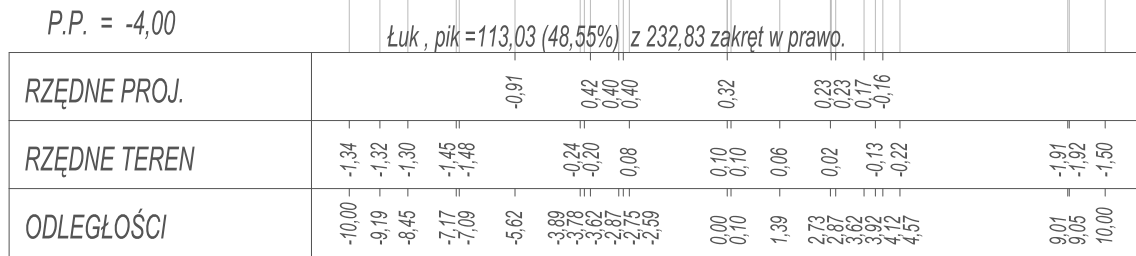 P.P. = -4,00
Łuk , pik =113,03 (48,55%) z 232,83 zakręt w prawo.
RZĘDNE PROJ. -0,91 0,42 0,40 0,40 0,32 0,23 0,23 0,17 -0,16
RZĘDNE TEREN -1,34 -1,32 -1,30 -1,45 -1,48 -0,24 -0,20 0,08 0,10 0,10 0,06 0,02 -0,13 -0,22 -1,91 -1,92 -1,50
ODLEGŁOŚCI -10,00 -9,19 -8,45 -7,17 -7,09 -5,62 -3,89 -3,78 -3,62 -2,87 -2,75 -2,59 0,00 0,10 1,39 2,73 2,87 3,62 3,92 4,12 4,57 9,01 9,05 10,00